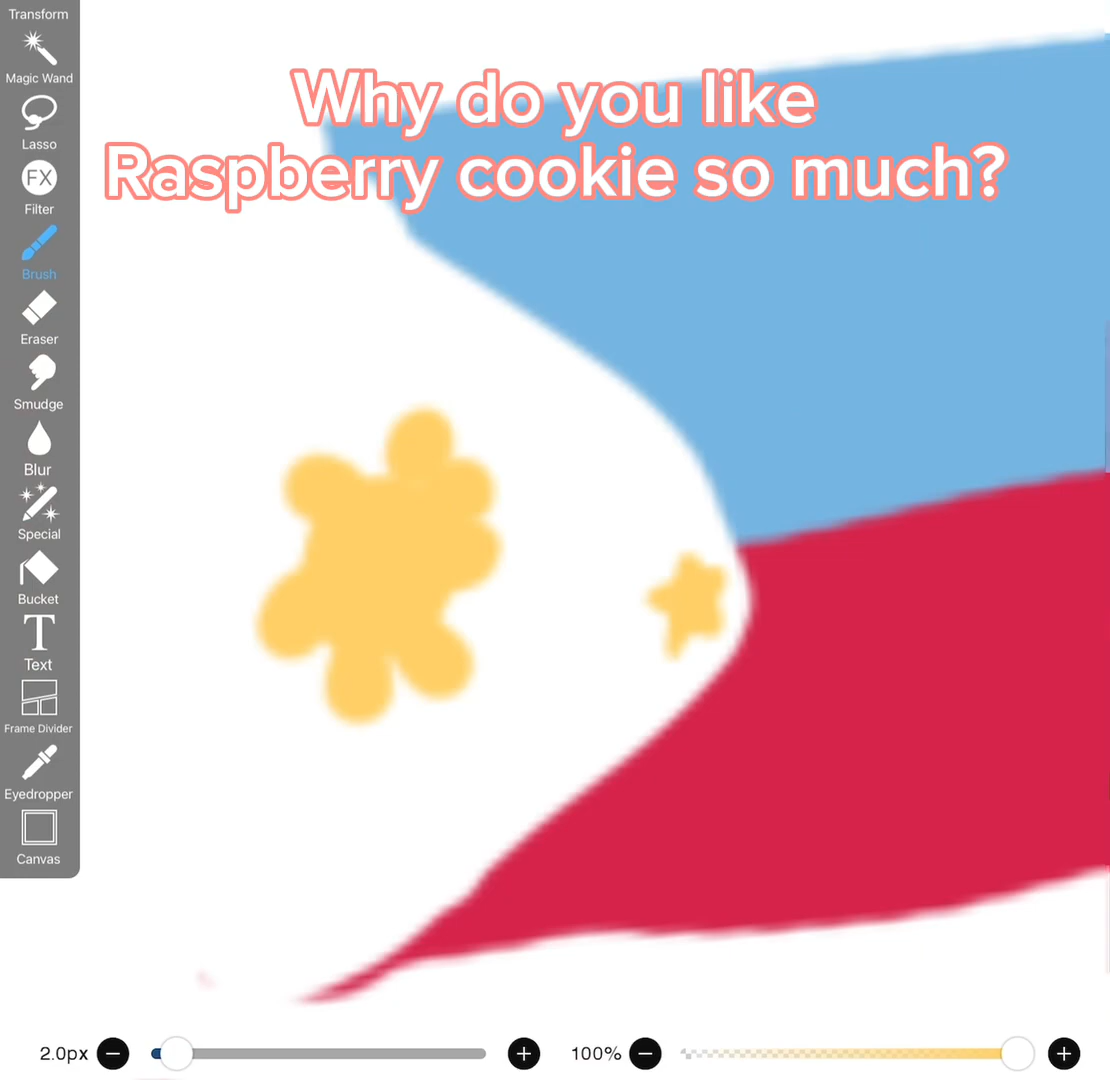 Transform
Magic Wand
Lasso
FX
Filter
Brush
Eraser
Smudge
Blur
Special
Bucket
T
Text
Frame Divider
Eyedropper
Canvas
Why do you like
Raspberry cookie so much?
2.0px
100%